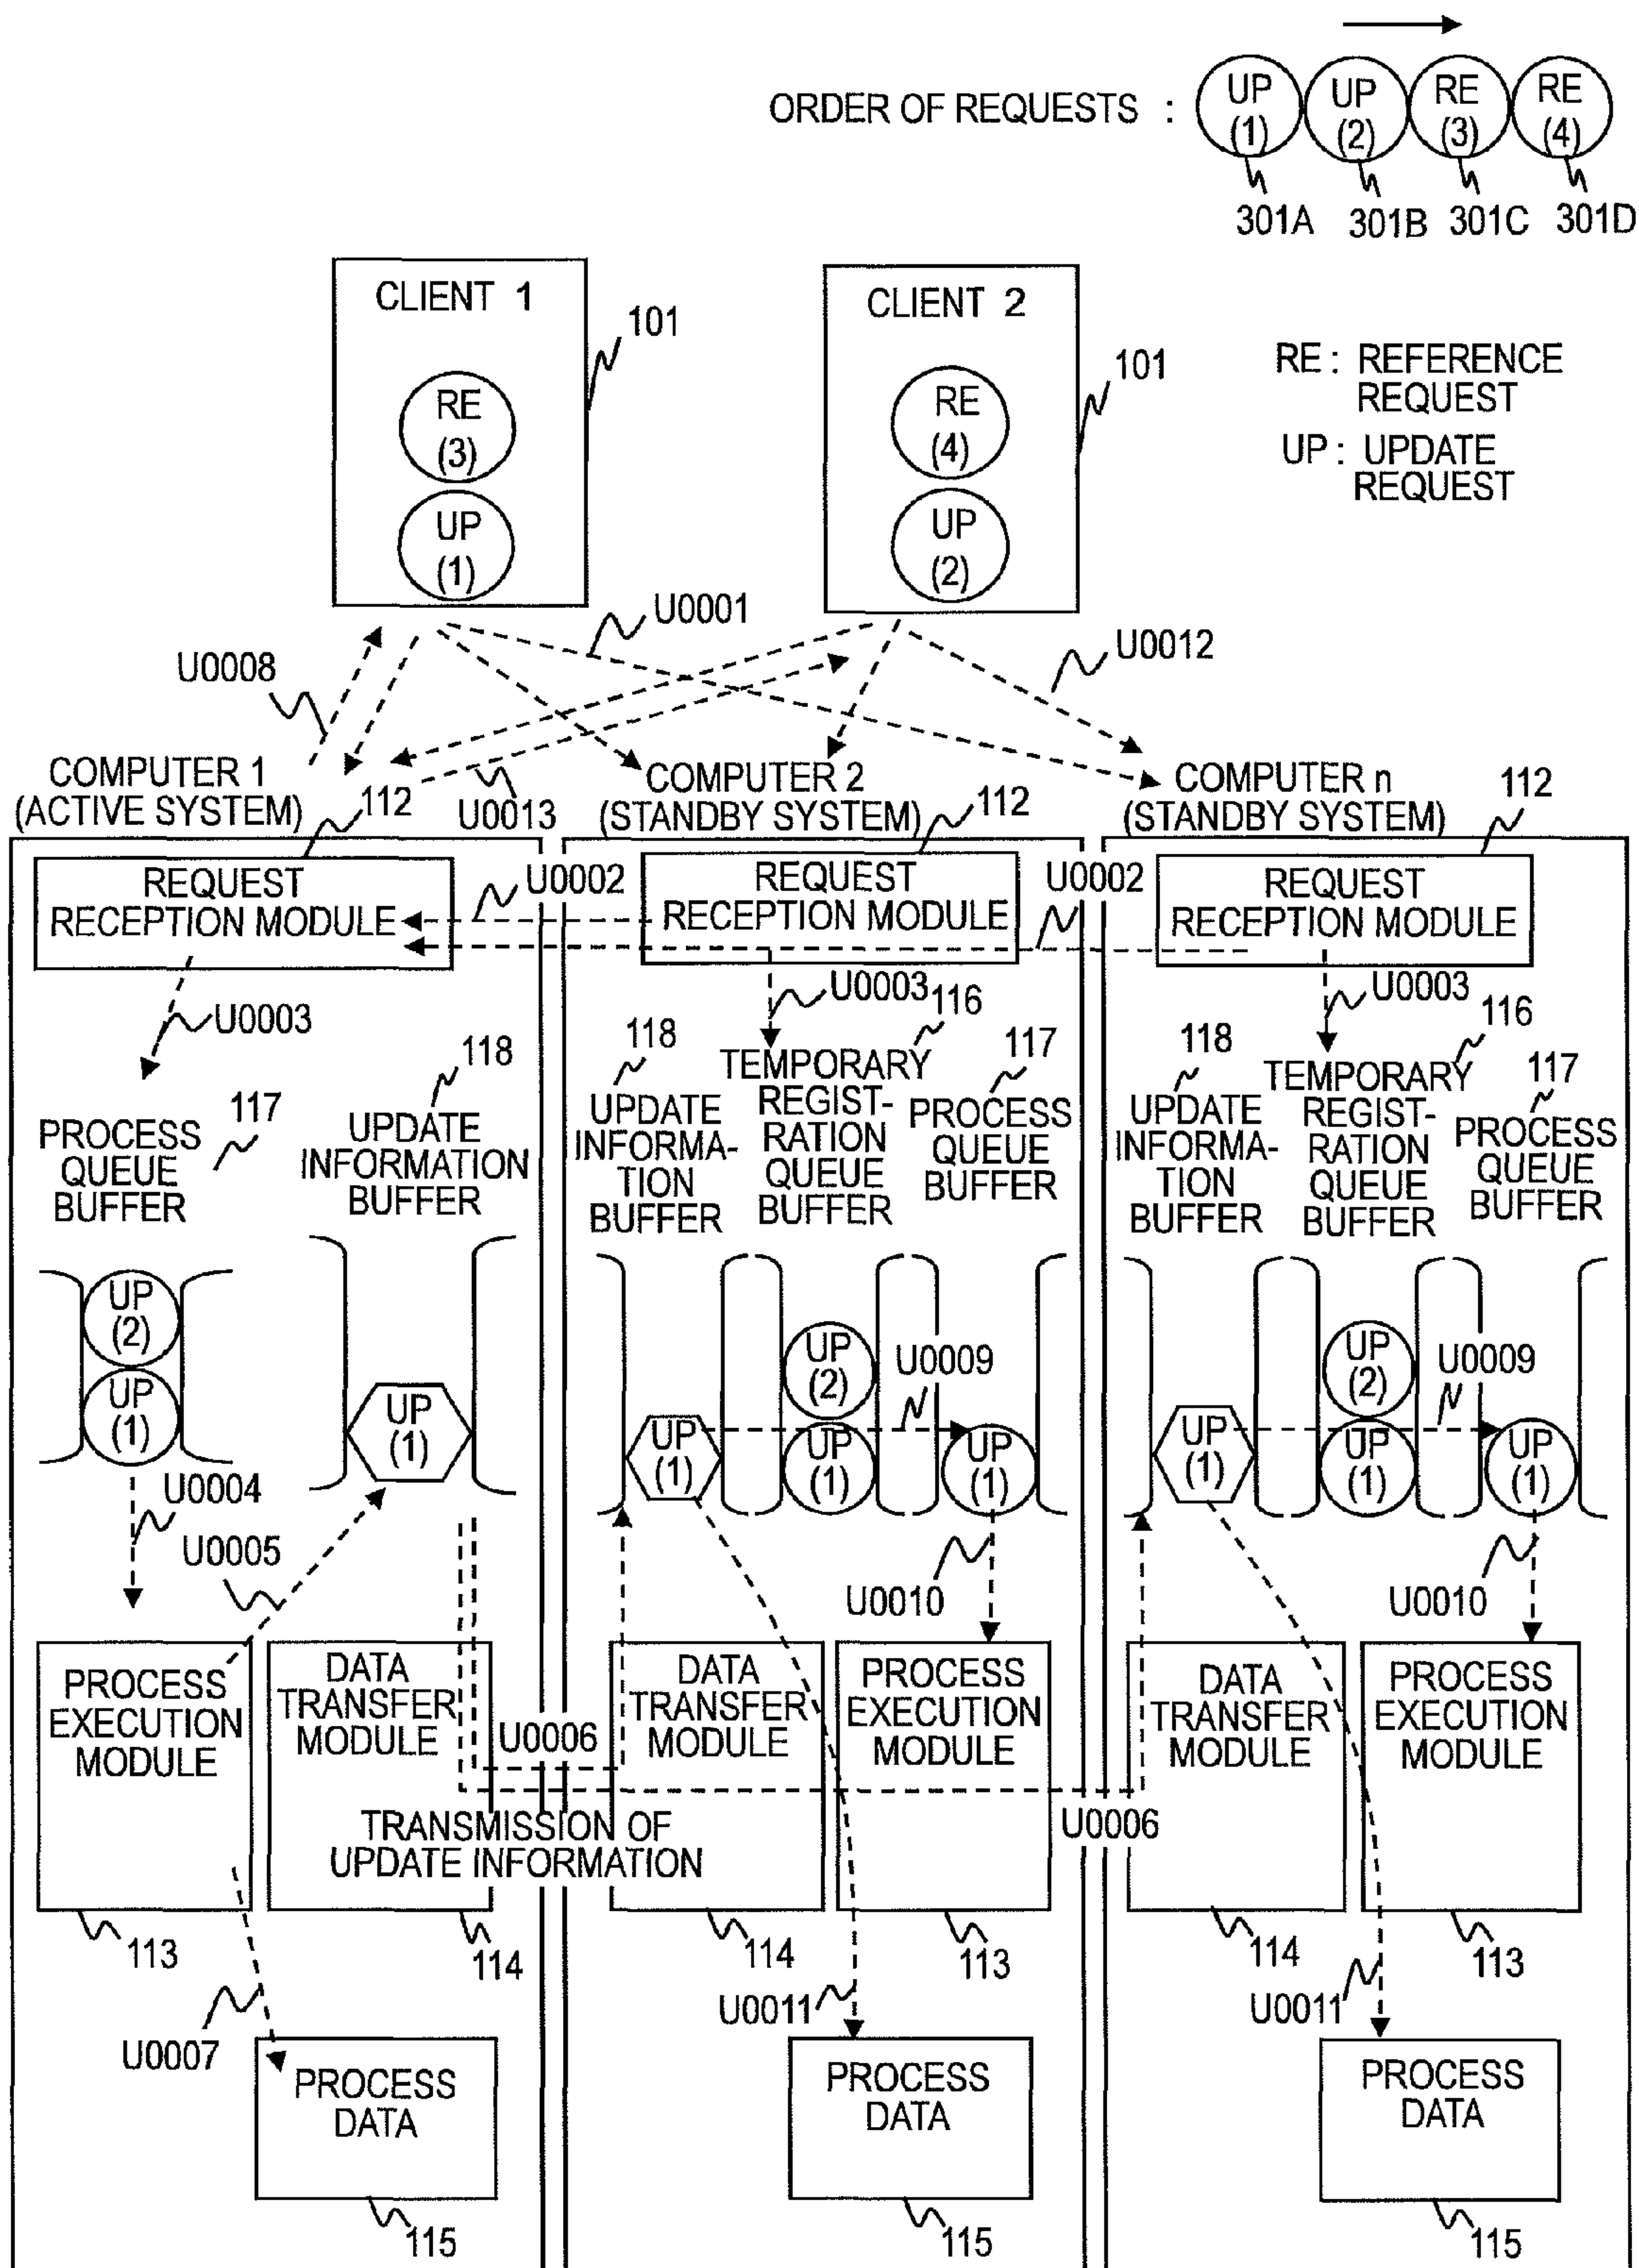 ORDER OF REQUESTS :
UP (1)
UP (2)
RE (3)
RE (4)
301A
301B
301C
301D
CLIENT 1
RE
(3)
UP
(1)
101
CLIENT 2
RE
(4)
UP
(2)
101
RE : REFERENCE
REQUEST
UP : UPDATE
REQUEST
U0008
U0001
U0012
U0013
COMPUTER 1
(ACTIVE SYSTEM)
112
COMPUTER 2
(STANDBY SYSTEM)
112
COMPUTER n
(STANDBY SYSTEM)
112
REQUEST
RECEPTION MODULE
U0002
REQUEST
RECEPTION MODULE
U0002
REQUEST
RECEPTION MODULE
U0003
U0003
U0003
PROCESS
QUEUE
BUFFER
117
118
UPDATE
INFORMATION
BUFFER
118
UPDATE
INFORMA-
TION
BUFFER
116
TEMPORARY
REGIST-
RATION
QUEUE
BUFFER
117
PROCESS
QUEUE
BUFFER
118
UPDATE
INFORMA-
TION
BUFFER
116
TEMPORARY
REGIST-
RATION
QUEUE
BUFFER
117
PROCESS
QUEUE
BUFFER
UP
(2)
UP
(1)
UP
(1)
UP
(1)
UP
(2)
UP
(1)
U0009
UP
(1)
UP
(1)
UP
(2)
UP
(1)
U0009
UP
(1)
U0004
U0005
U0010
U0010
PROCESS
EXECUTION
MODULE
DATA
TRANSFER
MODULE
U0006
DATA
TRANSFER
MODULE
PROCESS
EXECUTION
MODULE
DATA
TRANSFER
MODULE
PROCESS
EXECUTION
MODULE
TRANSMISSION OF
UPDATE INFORMATION
U0006
113
114
114
113
114
113
U0007
U0011
U0011
PROCESS
DATA
PROCESS
DATA
PROCESS
DATA
115
115
115